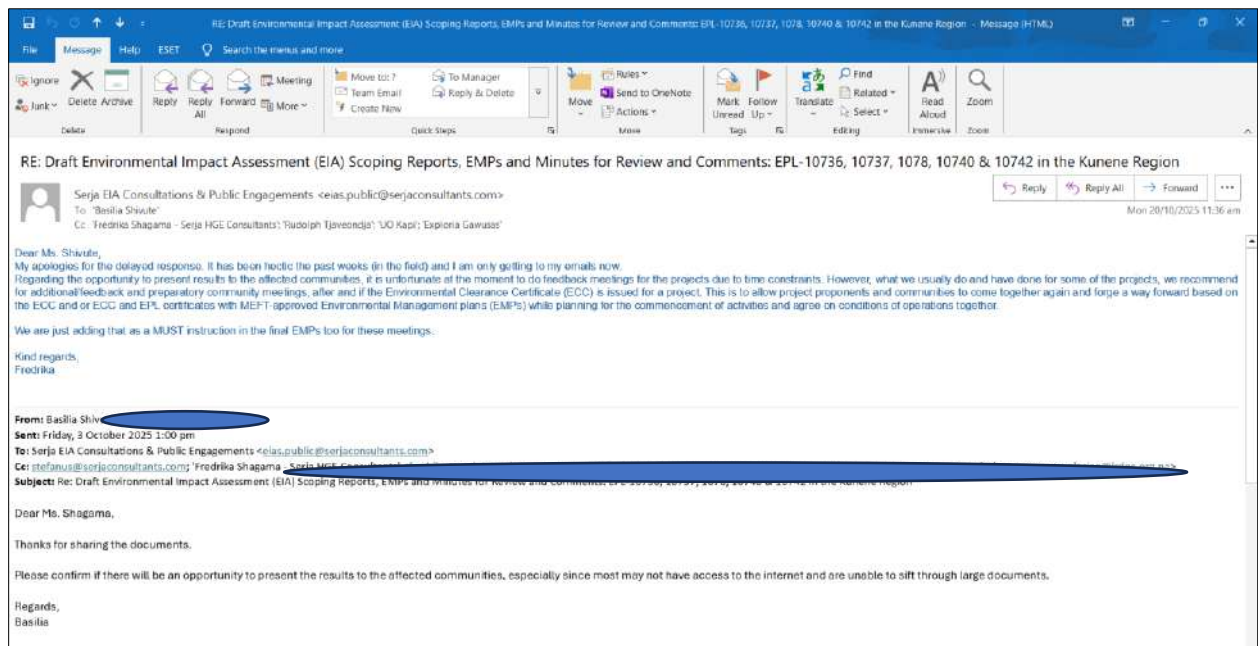 RE: Draft Environmental Impact Assessment (EIA) Scoping Reports, EMPs and Minutes for Review and Comments: EPL-10736, 10737, 1078, 10740 & 10742 in the Kunene Region - Message (HTML)
File Message Help ESET Search the menus and more
Ignore Junk Delete Archive Reply Reply All Forward Meeting More Move to: ? Team Email Create New To Manager Reply & Delete Move Rules Send to OneNote Actions Mark Unread Follow Up Translate Find Related Select Read Aloud Zoom
Delete Respond Quick Steps Move Tags Editing Immersive Zoom
RE: Draft Environmental Impact Assessment (EIA) Scoping Reports, EMPs and Minutes for Review and Comments: EPL-10736, 10737, 1078, 10740 & 10742 in the Kunene Region
Serja EIA Consultations & Public Engagements <eias.public@serjaconsultants.com>
To 'Basilia Shivute'
Cc 'Fredrika Shagama - Serja HGE Consultants'; 'Rudolph Tjaveondja'; 'UO Kapi'; 'Exploria Gawusas'
Reply Reply All Forward
Mon 20/10/2025 11:36 am
Dear Ms. Shivute,
My apologies for the delayed response. It has been hectic the past weeks (in the field) and I am only getting to my emails now.
Regarding the opportunity to present results to the affected communities, it is unfortunate at the moment to do feedback meetings for the projects due to time constraints. However, what we usually do and have done for some of the projects, we recommend
for additional/feedback and preparatory community meetings, after and if the Environmental Clearance Certificate (ECC) is issued for a project. This is to allow project proponents and communities to come together again and forge a way forward based on
the ECC and or ECC and EPL certificates with MEFT-approved Environmental Management plans (EMPs) while planning for the commencement of activities and agree on conditions of operations together.
We are just adding that as a MUST instruction in the final EMPs too for these meetings.
Kind regards,
Fredrika
From: Basilia Shiv
Sent: Friday, 3 October 2025 1:00 pm
To: Serja EIA Consultations & Public Engagements <eias.public@serjaconsultants.com>
Cc: stefanus@serjaconsultants.com; 'Fredrika Shagama - Serja
Subject: Re: Draft Environmental Impact Assessment (EIA) Scoping Reports, EMPs and Minutes for Review and Comments: EPL-10736, 10737, 1078, 10740 & 10742 in the Kunene Region
Dear Ms. Shagama,
Thanks for sharing the documents.
Please confirm if there will be an opportunity to present the results to the affected communities, especially since most may not have access to the internet and are unable to sift through large documents.
Regards,
Basilia